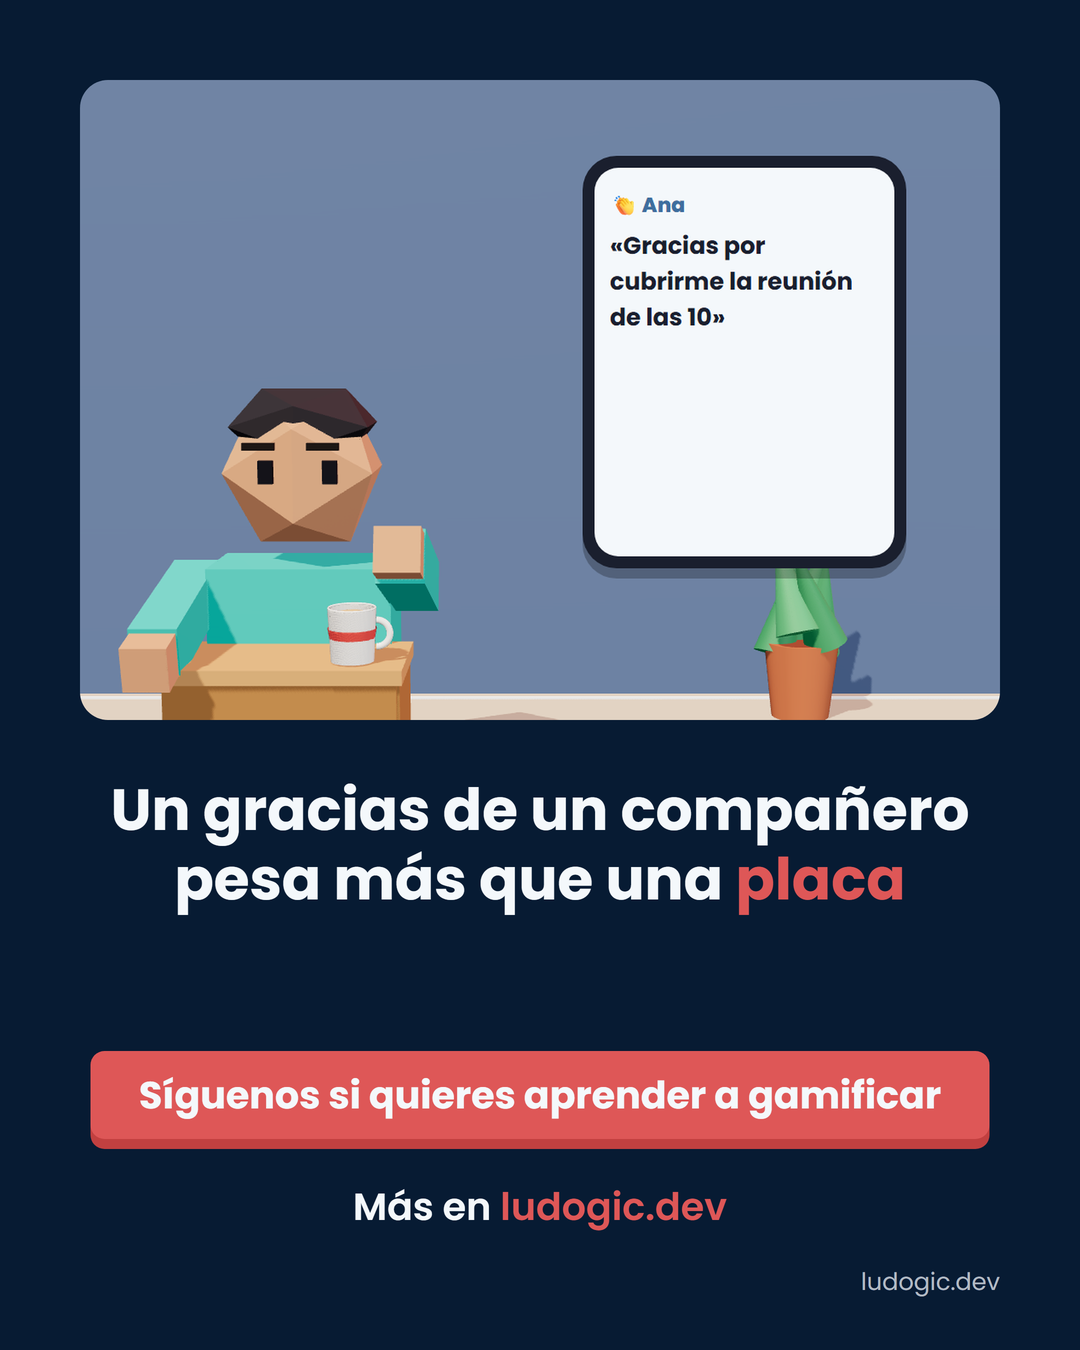 👏 Ana
«Gracias por
cubrirme la reunión
de las 10»
Un gracias de un compañero
pesa más que una placa
Síguenos si quieres aprender a gamificar
Más en ludogic.dev
ludogic.dev